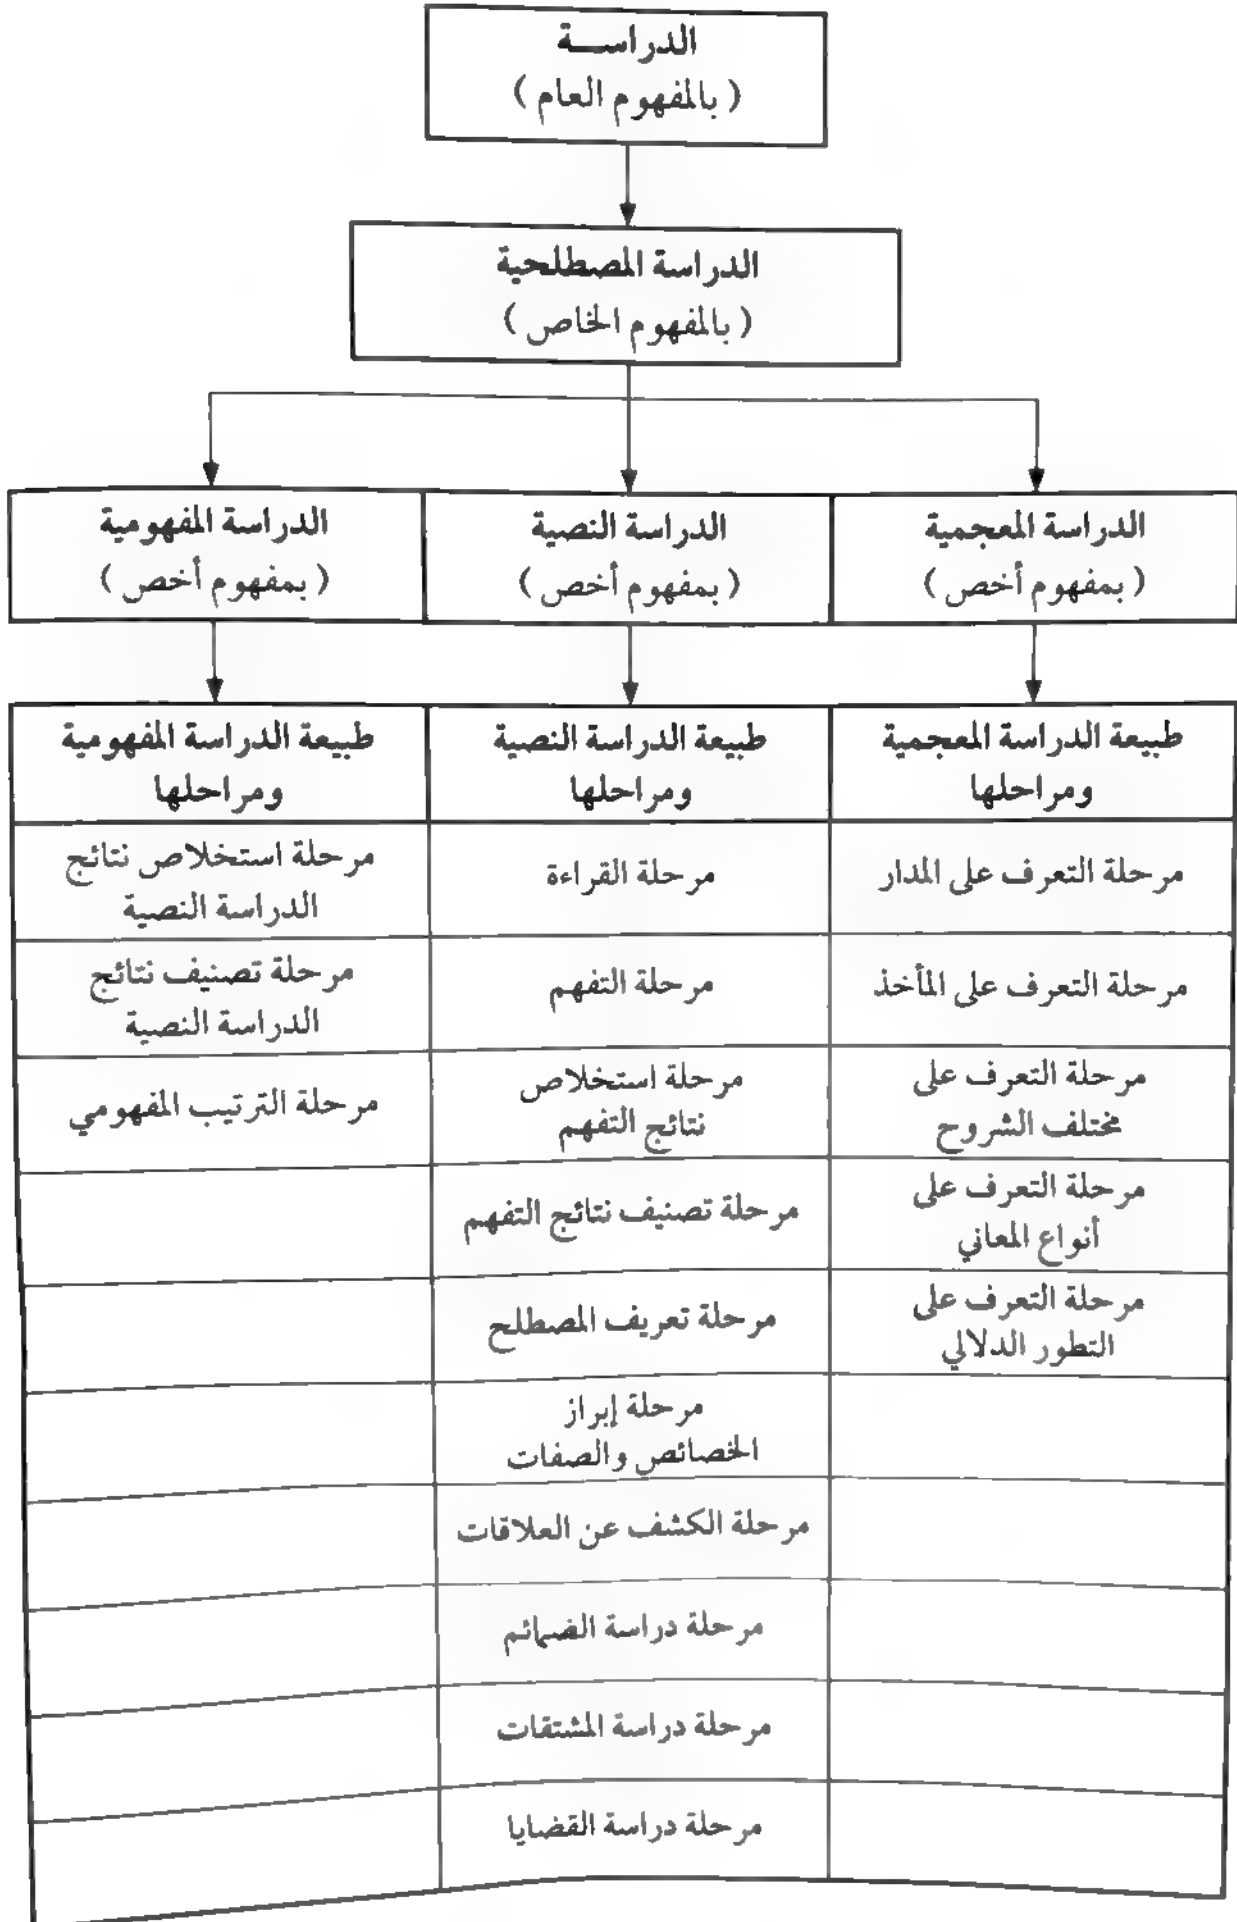 الدراسة
( بالمفهوم العام )
الدراسة المصطلحية
( بالمفهوم الخاص )
الدراسة المعجمية
( بمفهوم أخص )
الدراسة النصية
( بمفهوم أخص )
الدراسة المفهومية
( بمفهوم أخص )
طبيعة الدراسة المعجمية
ومراحلها
طبيعة الدراسة النصية
ومراحلها
طبيعة الدراسة المفهومية
ومراحلها
مرحلة التعرف على المدار
مرحلة القراءة
مرحلة استخلاص نتائج
الدراسة النصية
مرحلة التعرف على المأخذ
مرحلة التفهم
مرحلة تصنيف نتائج
الدراسة النصية
مرحلة التعرف على
مختلف الشروح
مرحلة استخلاص
نتائج التفهم
مرحلة الترتيب المفهومي
مرحلة التعرف على
أنواع المعاني
مرحلة تصنيف نتائج التفهم
مرحلة التعرف على
التطور الدلالي
مرحلة تعريف المصطلح
مرحلة إبراز
الخصائص والصفات
مرحلة الكشف عن العلاقات
مرحلة دراسة الضمائم
مرحلة دراسة المشتقات
مرحلة دراسة القضايا